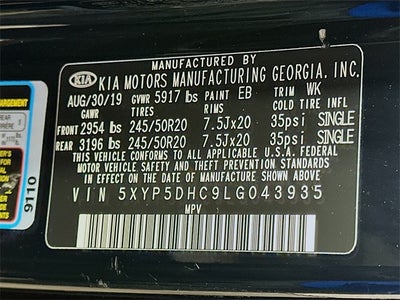 MANUFACTURED BY
KIA KIA MOTORS MANUFACTURING GEORGIA, INC.
AUG/30/19 GVWR 5917 lbs PAINT EB TRIM WK
GAWR TIRES RIMS COLD TIRE INFL
FRONT 2954 lbs 245/50R20 7.5Jx20 35psi SINGLE
REAR 3196 lbs 245/50R20 7.5Jx20 35psi SINGLE
THIS VEHICLE CONFORMS TO ALL APPLICABLE U.S.A. FEDERAL
MOTOR VEHICLE SAFETY AND THEFT PREVENTION STANDARDS
IN EFFECT ON THE DATE OF MANUFACTURE SHOWN ABOVE.
VIN 5XYP5DHC9LG043935
MPV
9110